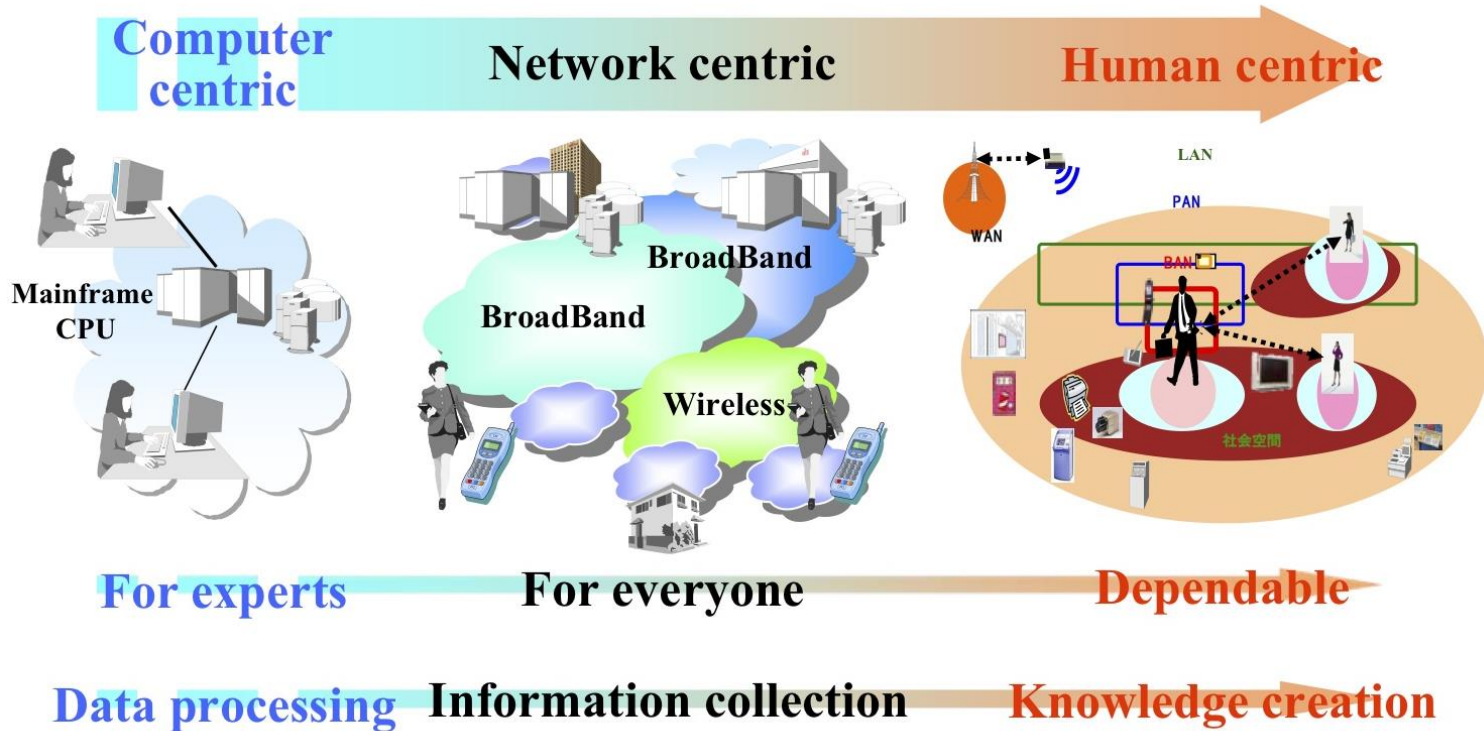 Computer
centric
Network centric
Human centric
LAN
PAN
WAN
BAN
Mainframe
CPU
BroadBand
BroadBand
Wireless
社会空間
For experts
For everyone
Dependable
Data processing
Information collection
Knowledge creation